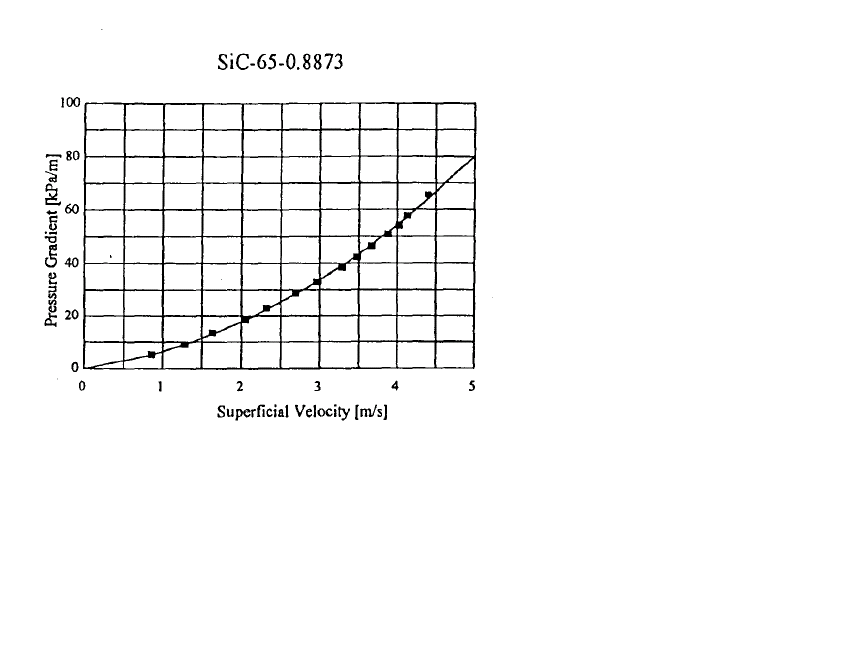 SiC-65-0.8873
Pressure Gradient [kPa/m]
100
80
60
40
20
0
0 1 2 3 4 5
Superficial Velocity [m/s]